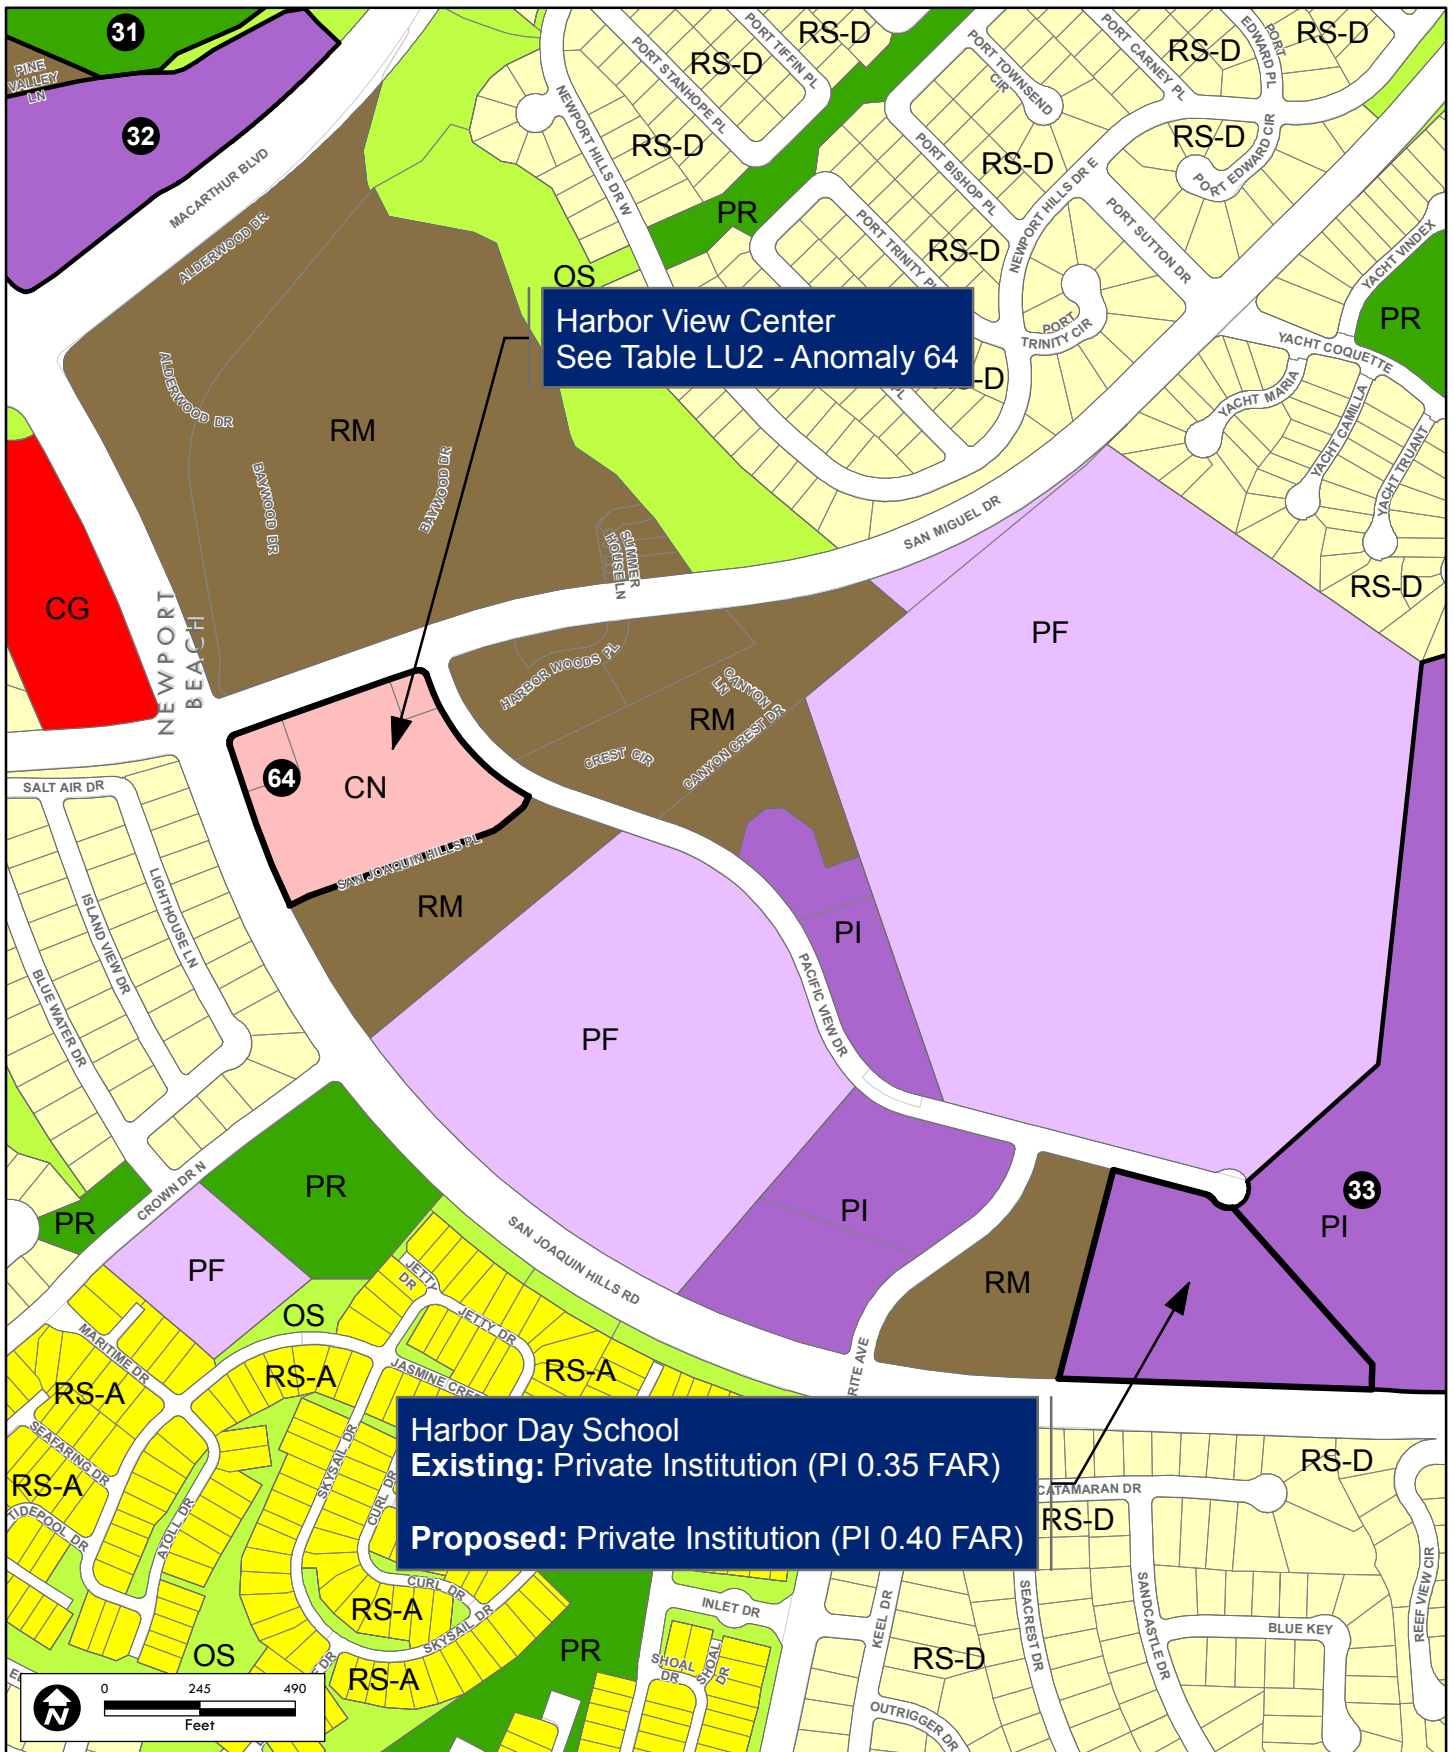 31
PINE
VALLEY
LN
32
MACARTHUR BLVD
ALDERWOOD DR
ALDERWOOD DR
BAYWOOD DR
BAYWOOD DR
RM
CG
NEWPORT
BEACH
PORT STANHOPE PL
PORT TIFFIN PL
RS-D
RS-D
RS-D
NEWPORT HILLS DR W
PORT TOWNSEND
CIR
PORT CARNEY PL
PORT
EDWARD PL
RS-D
RS-D
RS-D
RS-D
PORT EDWARD CIR
PORT BISHOP PL
PR
PORT TRINITY PL
RS-D
NEWPORT HILLS DR E
PORT SUTTON DR
PORT
TRINITY CIR
OS
Harbor View Center
See Table LU2 - Anomaly 64
-D
PL
YACHT VINDEX
PR
YACHT COQUETTE
YACHT MARIA
YACHT CAMILLA
YACHT TRUANT
RS-D
SAN MIGUEL DR
SUMMER
HOUSE LN
HARBOR WOODS PL
CANYON
LN
RM
CREST CIR
CANYON CREST DR
PF
64
CN
SAN JOAQUIN HILLS PL
RM
SALT AIR DR
LIGHTHOUSE LN
ISLAND VIEW DR
BLUE WATER DR
PI
PACIFIC VIEW DR
PF
CROWN DR N
PR
PR
PF
OS
PI
SAN JOAQUIN HILLS RD
RM
33
PI
JETTY
DR
JETTY DR
MARITIME DR
RS-A
RS-A
RS-A
JASMINE CREE
RITE AVE
Harbor Day School
Existing: Private Institution (PI 0.35 FAR)
Proposed: Private Institution (PI 0.40 FAR)
SEAFARING DR
RS-A
TIDEPOOL DR
ATOLL DR
SKYSAIL DR
CURL DR
CURL DR
RS-A
SKYSAIL DR
RS-A
OS
PR
INLET DR
SHOAL
DR
SHOAL
DR
KEEL DR
CATAMARAN DR
RS-D
RS-D
RS-D
SEACREST DR
SANDCASTLE DR
BLUE KEY
REEF VIEW CIR
OUTRIGGER DR
E DR
N
0 245 490
Feet